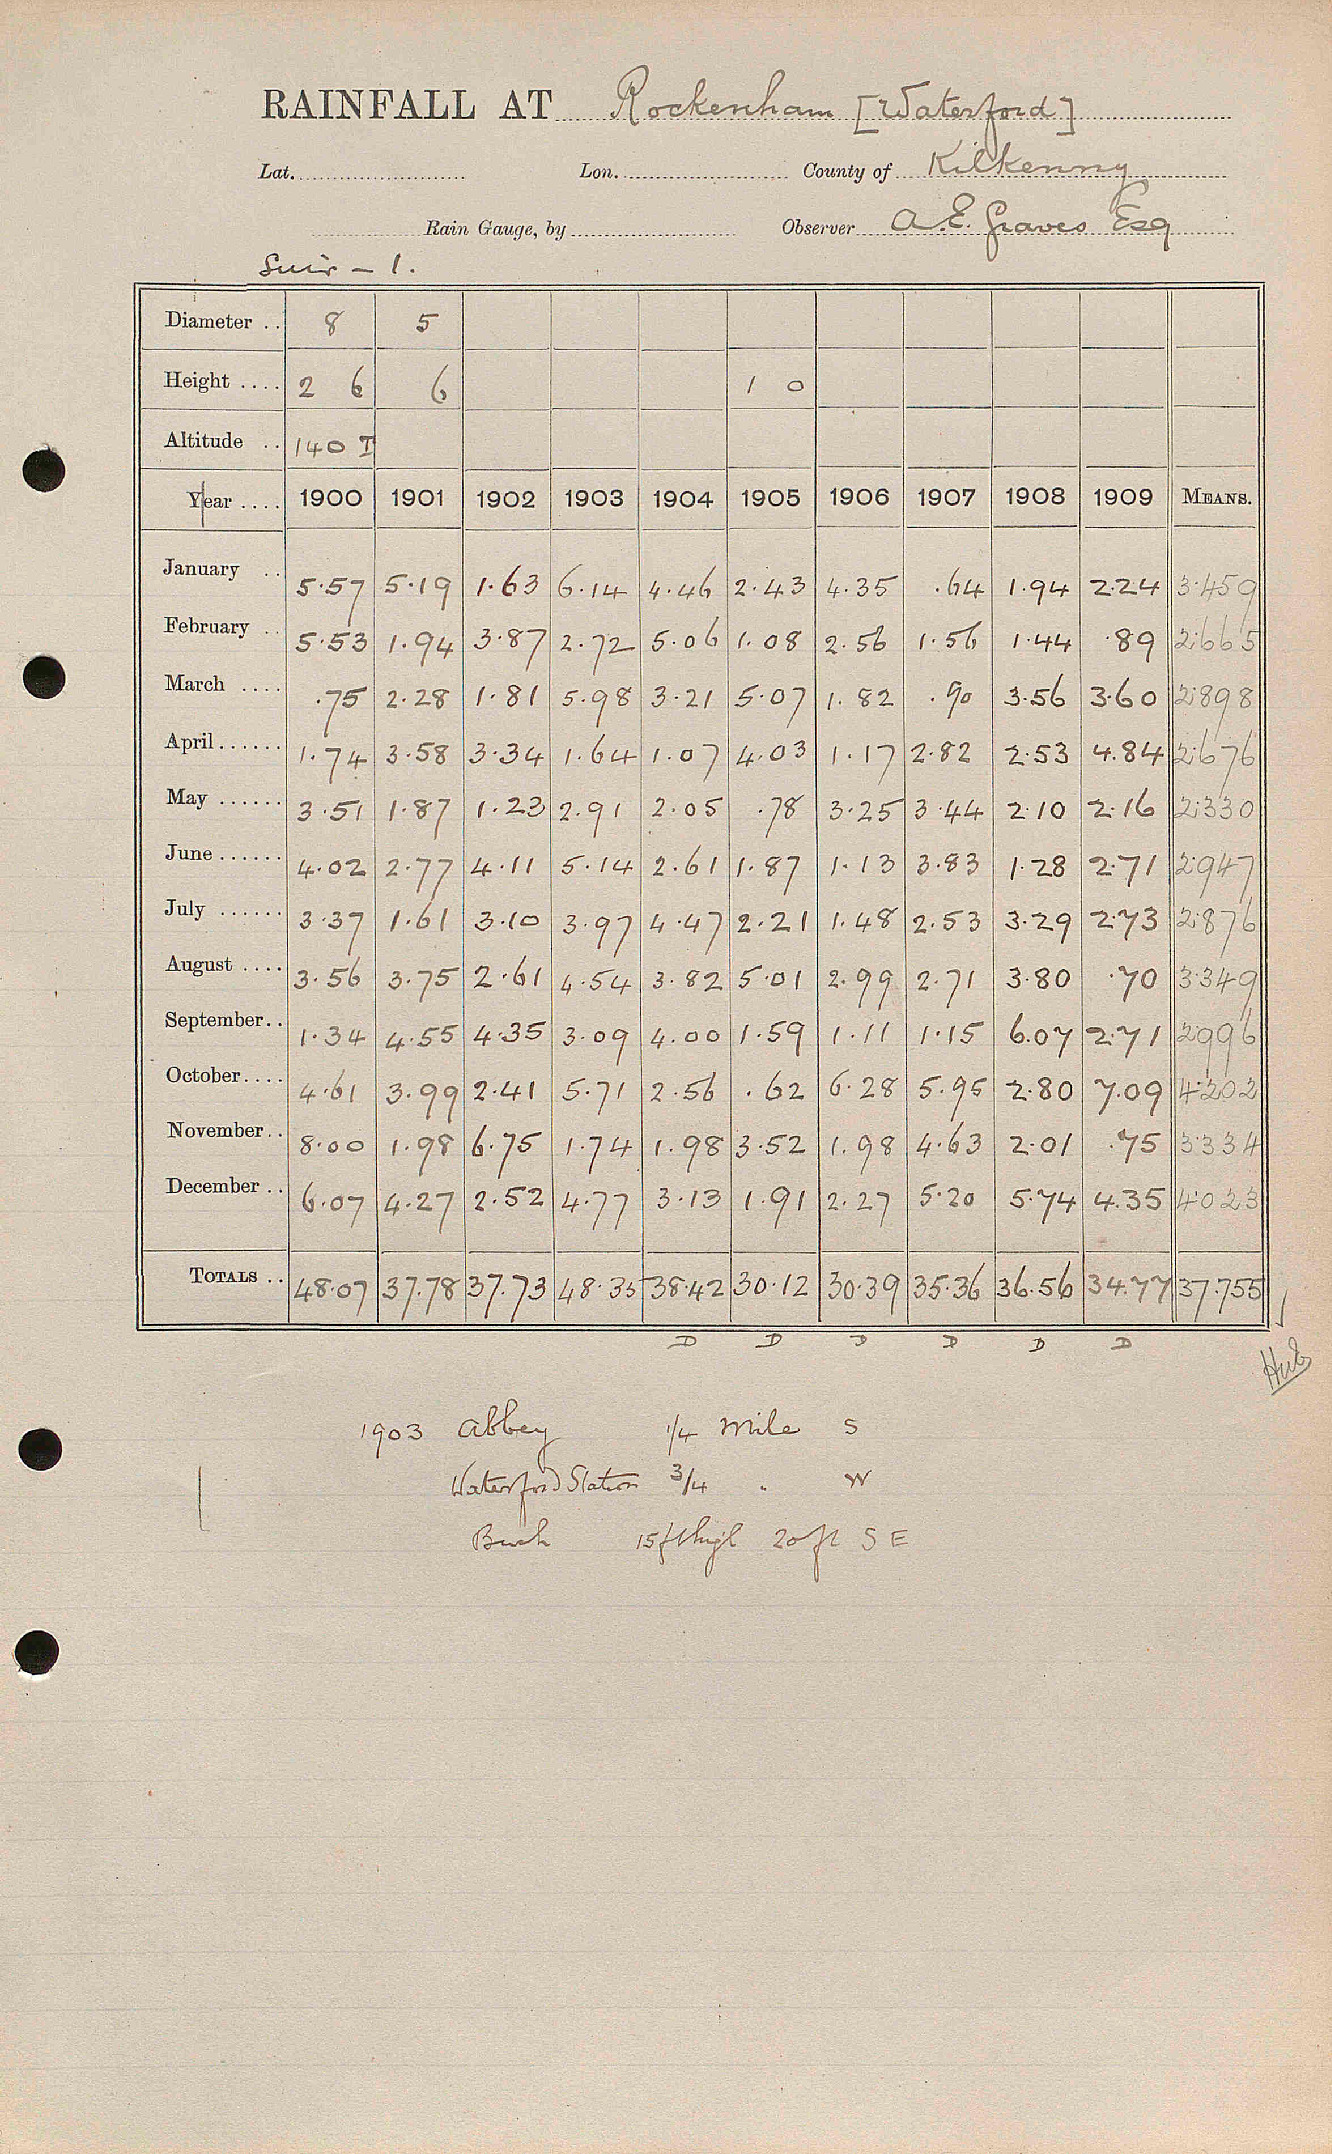 RAINFALL AT Rockenham [Waterford]
Lat. Lon. County of Kilkenny
Rain Gauge, by Observer A.E. Graves Esq
Suir - 1.
Diameter .. 8 5
Height .... 2 6 6 1 0
Altitude .. 140 T
Year .... 1900 1901 1902 1903 1904 1905 1906 1907 1908 1909 MEANS.
January .. 5.57 5.19 1.63 6.14 4.46 2.43 4.35 .64 1.94 2.24 3.459
February .. 5.53 1.94 3.87 2.72 5.06 1.08 2.56 1.56 1.44 .89 2.665
March .... .75 2.28 1.81 5.98 3.21 5.07 1.82 .90 3.56 3.60 2.898
April ...... 1.74 3.58 3.34 1.64 1.07 4.03 1.17 2.82 2.53 4.84 2.676
May ...... 3.51 1.87 1.23 2.91 2.05 .78 3.25 3.44 2.10 2.16 2.330
June ...... 4.02 2.77 4.11 5.14 2.61 1.87 1.13 3.83 1.28 2.71 2.947
July ...... 3.37 1.61 3.10 3.97 4.47 2.21 1.48 2.53 3.29 2.73 2.876
August .... 3.56 3.75 2.61 4.54 3.82 5.01 2.99 2.71 3.80 .70 3.349
September .. 1.34 4.55 4.35 3.09 4.00 1.59 1.11 1.15 6.07 2.71 2.996
October .... 4.61 3.99 2.41 5.71 2.56 .62 6.28 5.95 2.80 7.09 4.202
November .. 8.00 1.98 6.75 1.74 1.98 3.52 1.98 4.63 2.01 .75 3.334
December .. 6.07 4.27 2.52 4.77 3.13 1.91 2.27 5.20 5.74 4.35 4.023
TOTALS .. 48.07 37.78 37.73 48.35 38.42 30.12 30.39 35.36 36.56 34.77 37.755
D D D D D D
1903 Abbey 1/4 Mile S
Waterford Station 3/4 " W
Bush 15 ft high 20 ft S E